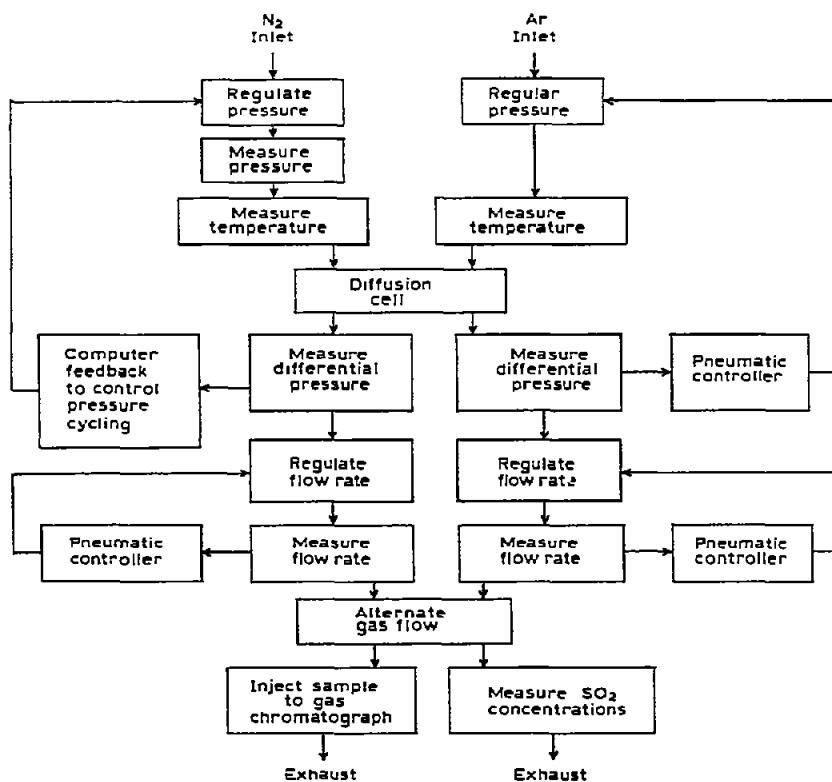 N2
Inlet
Ar
Inlet
Regulate
pressure
Regular
pressure
Measure
pressure
Measure
temperature
Measure
temperature
Diffusion
cell
Computer
feedback
to control
pressure
cycling
Measure
differential
pressure
Measure
differential
pressure
Pneumatic
controller
Regulate
flow rate
Regulate
flow rate
Pneumatic
controller
Measure
flow rate
Measure
flow rate
Pneumatic
controller
Alternate
gas flow
Inject sample
to gas
chromatograph
Measure SO2
concentrations
Exhaust
Exhaust